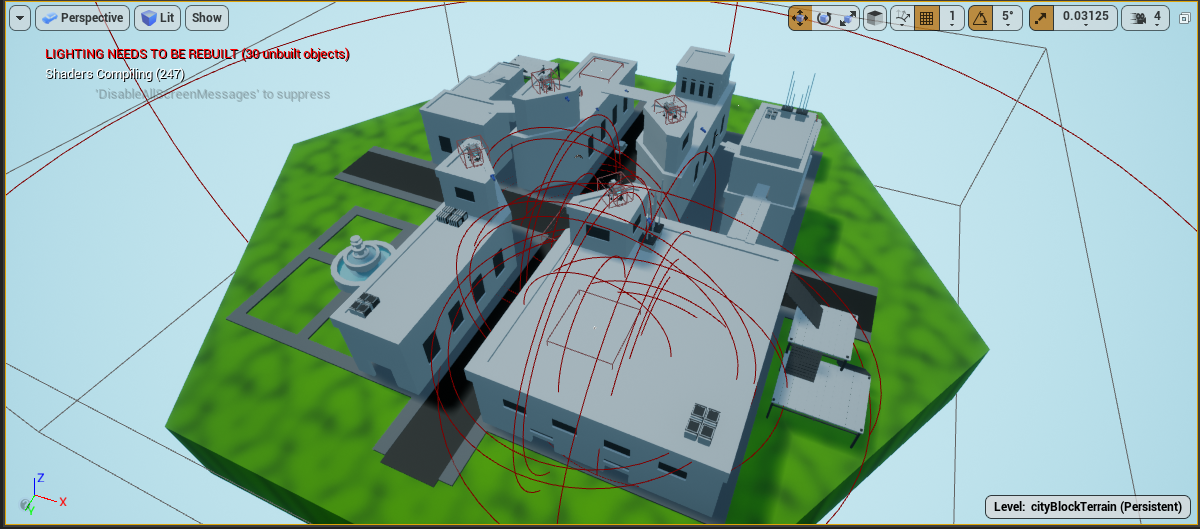 Perspective
Lit
Show
1
5°
0.03125
4
LIGHTING NEEDS TO BE REBUILT (30 unbuilt objects)
Shaders Compiling (247)
'DisableAllScreenMessages' to suppress
Z
X
Y
Level: cityBlockTerrain (Persistent)